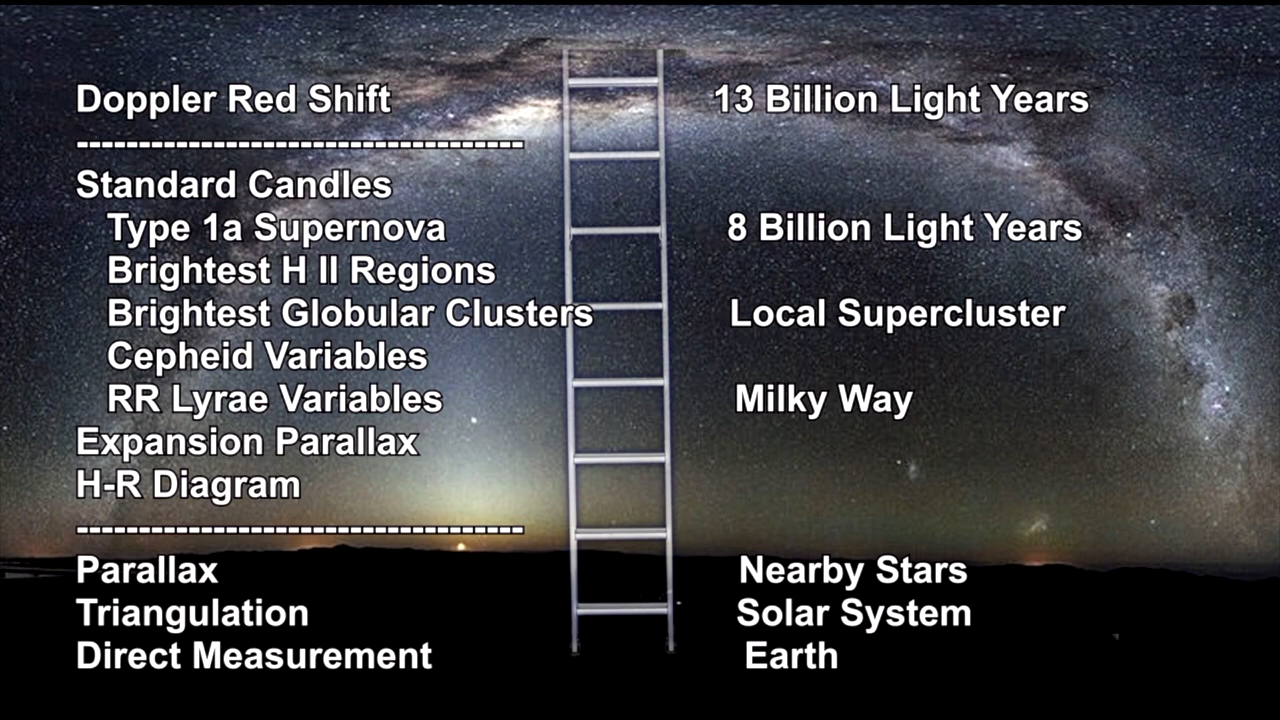 Doppler Red Shift 13 Billion Light Years
------------------------------------
Standard Candles
Type 1a Supernova 8 Billion Light Years
Brightest H II Regions
Brightest Globular Clusters Local Supercluster
Cepheid Variables
RR Lyrae Variables Milky Way
Expansion Parallax
H-R Diagram
------------------------------------
Parallax Nearby Stars
Triangulation Solar System
Direct Measurement Earth